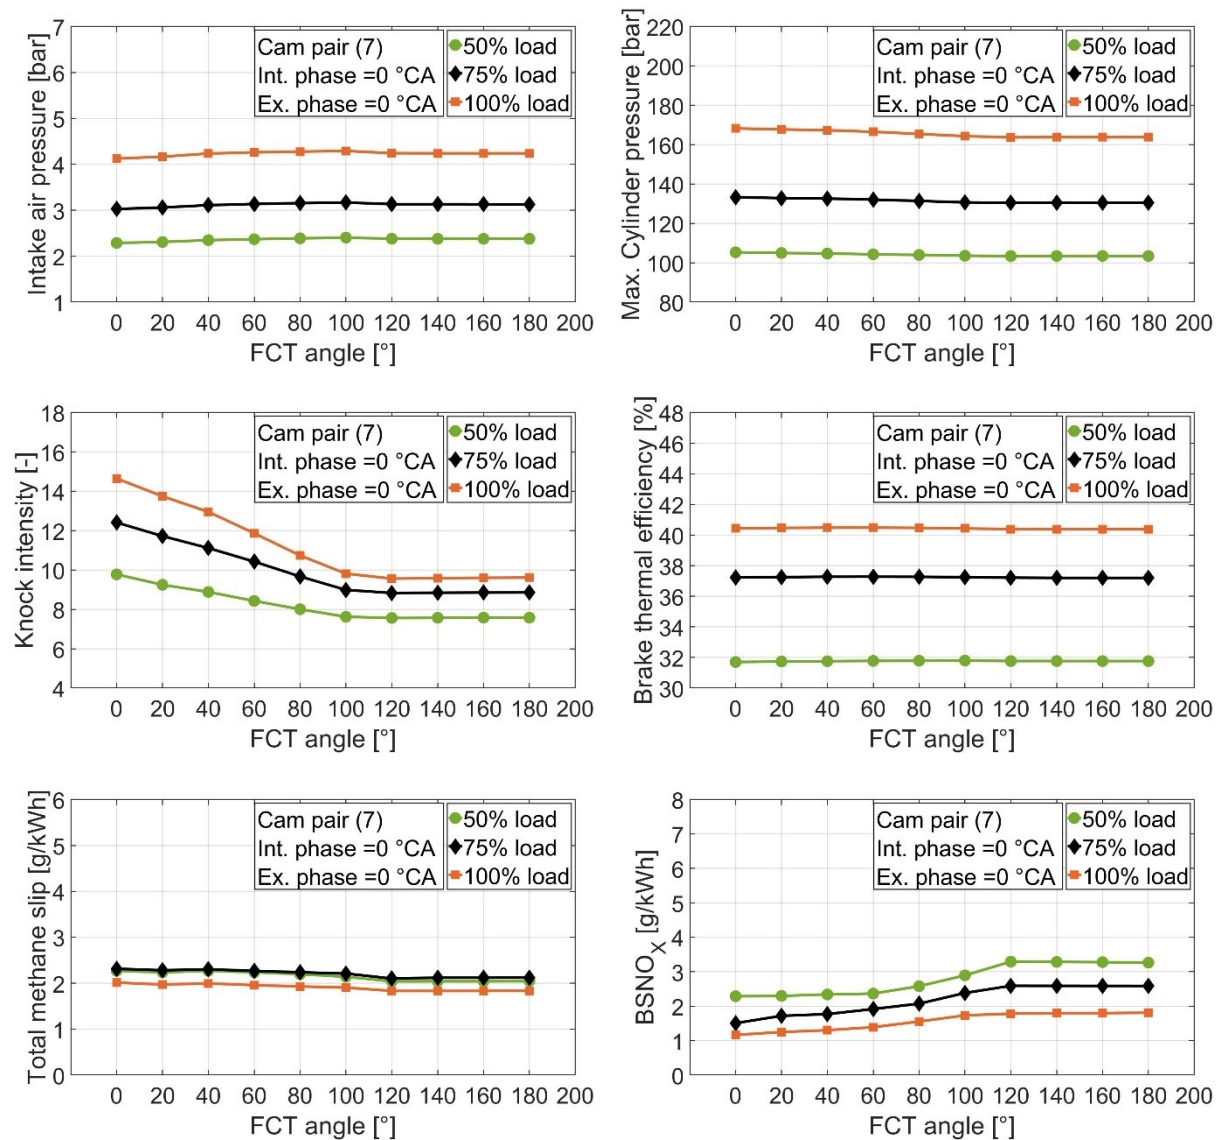 Intake air pressure [bar]
7
6
5
4
3
2
1
Cam pair (7)
Int. phase =0 °CA
Ex. phase =0 °CA
50% load
75% load
100% load
0 20 40 60 80 100 120 140 160 180 200
FCT angle [°]
Max. Cylinder pressure [bar]
220
200
180
160
140
120
100
80
Cam pair (7)
Int. phase =0 °CA
Ex. phase =0 °CA
50% load
75% load
100% load
0 20 40 60 80 100 120 140 160 180 200
FCT angle [°]
Knock intensity [-]
18
16
14
12
10
8
6
4
Cam pair (7)
Int. phase =0 °CA
Ex. phase =0 °CA
50% load
75% load
100% load
0 20 40 60 80 100 120 140 160 180 200
FCT angle [°]
Brake thermal efficiency [%]
48
46
44
42
40
38
36
34
32
30
Cam pair (7)
Int. phase =0 °CA
Ex. phase =0 °CA
50% load
75% load
100% load
0 20 40 60 80 100 120 140 160 180 200
FCT angle [°]
Total methane slip [g/kWh]
6
5
4
3
2
1
0
Cam pair (7)
Int. phase =0 °CA
Ex. phase =0 °CA
50% load
75% load
100% load
0 20 40 60 80 100 120 140 160 180 200
FCT angle [°]
BSNOX [g/kWh]
8
7
6
5
4
3
2
1
0
Cam pair (7)
Int. phase =0 °CA
Ex. phase =0 °CA
50% load
75% load
100% load
0 20 40 60 80 100 120 140 160 180 200
FCT angle [°]